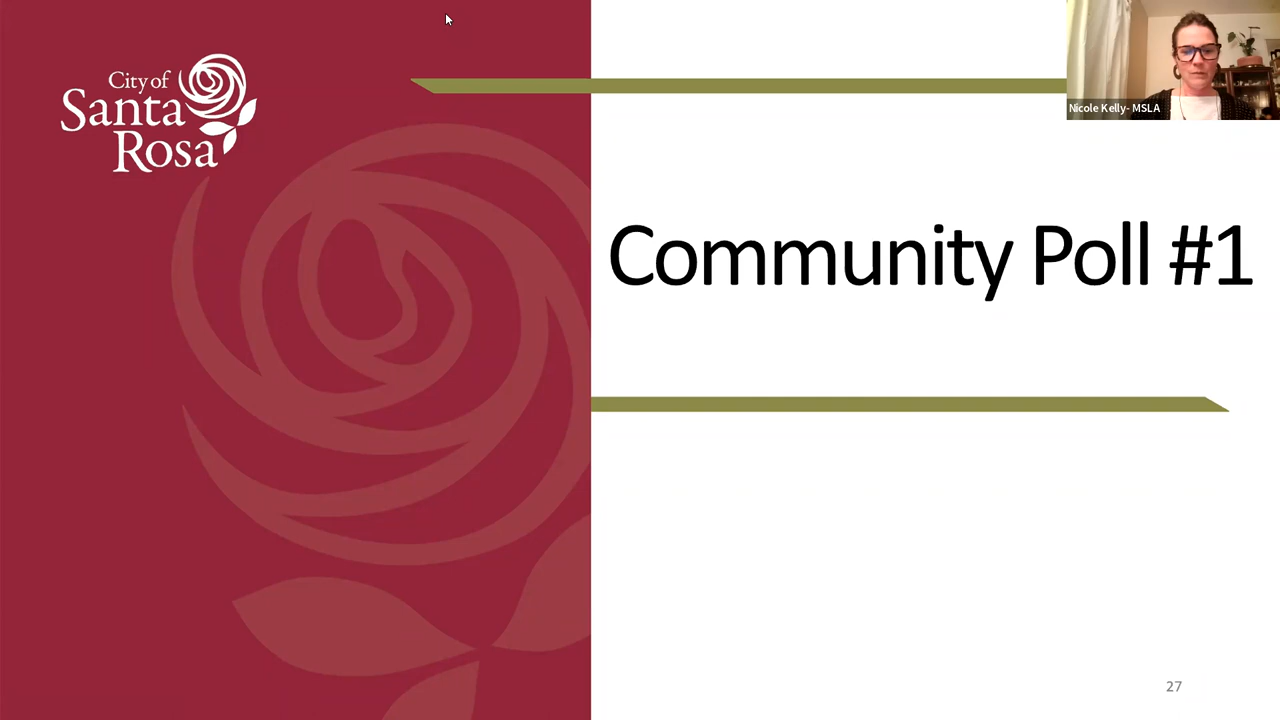 City of
Santa
Rosa
Nicole Kelly- MSLA
Community Poll #1
27